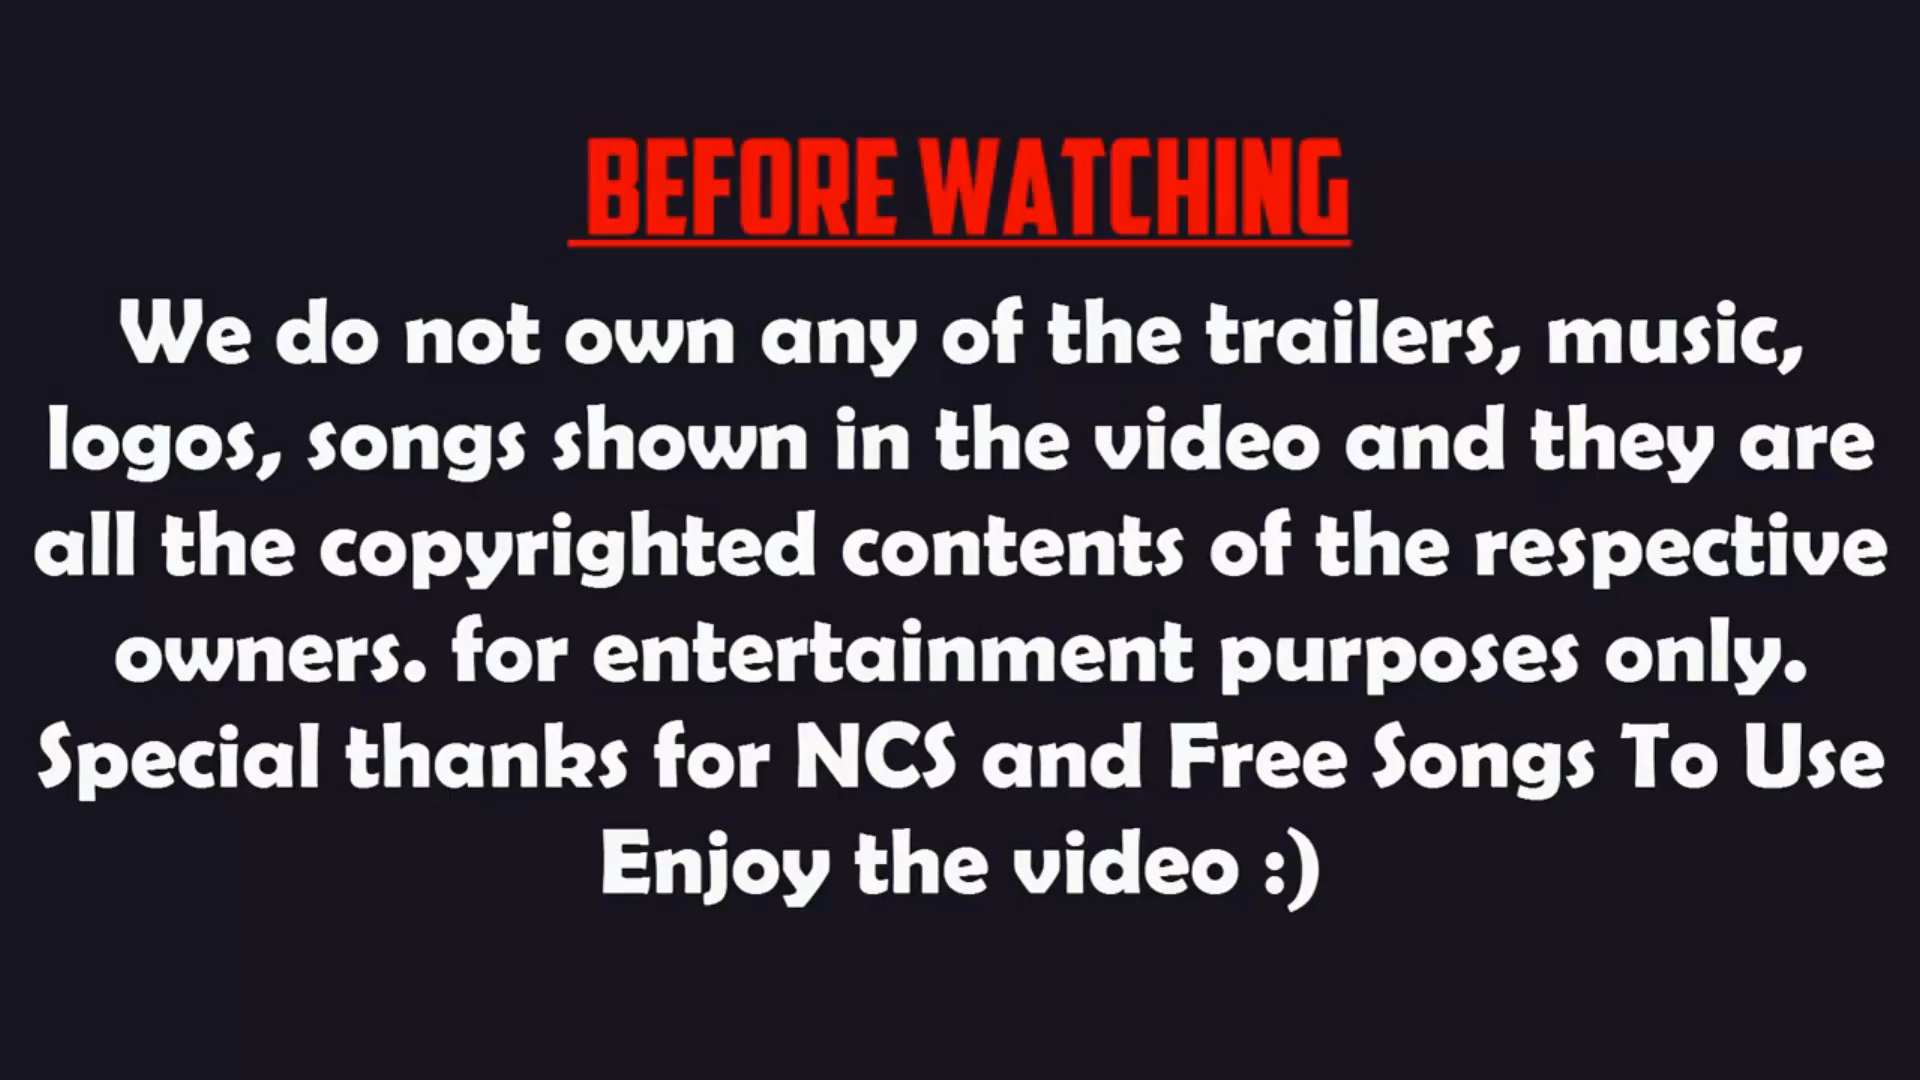 BEFORE WATCHING
We do not own any of the trailers, music,
logos, songs shown in the video and they are
all the copyrighted contents of the respective
owners. for entertainment purposes only.
Special thanks for NCS and Free Songs To Use
Enjoy the video :)